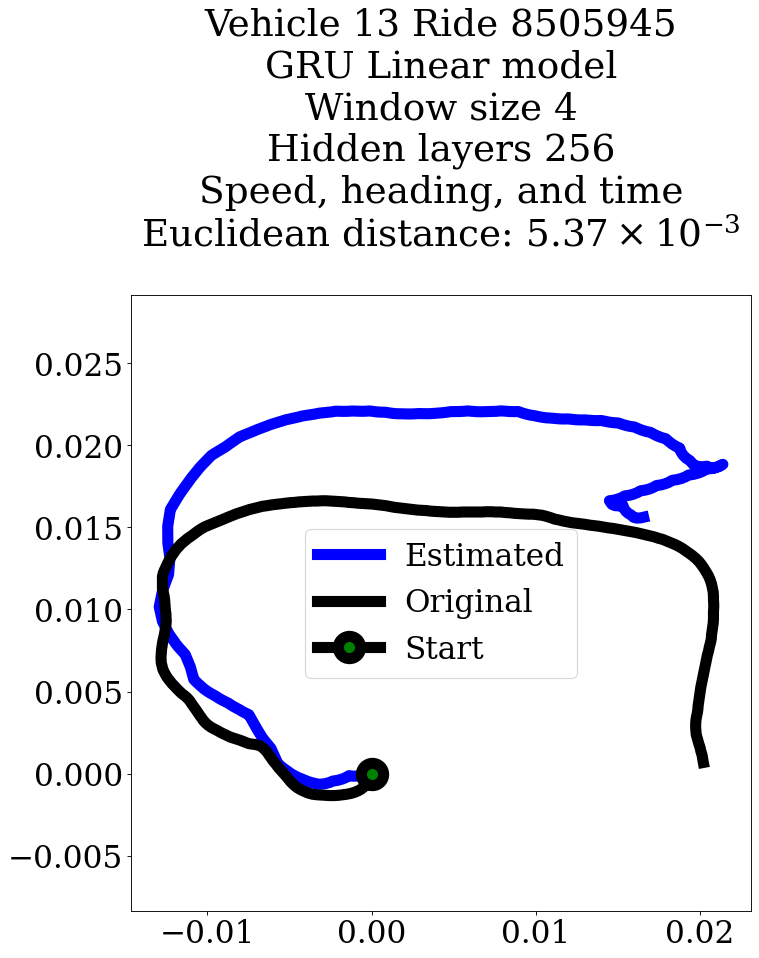 Vehicle 13 Ride 8505945
GRU Linear model
Window size 4
Hidden layers 256
Speed, heading, and time
Euclidean distance: 5.37 × 10⁻³
0.025
0.020
0.015
0.010
0.005
0.000
−0.005
Estimated
Original
Start
−0.01 0.00 0.01 0.02